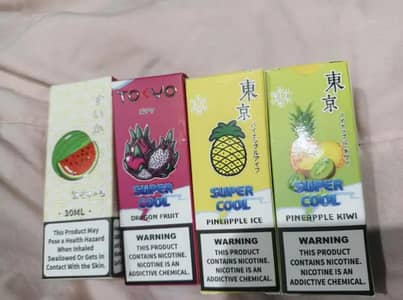 すいか
30ML
This Product May
Pose a Health Hazard
When Inhaled
Swallowed Or Gets in
Contact With the Skin.
TOKYO
SUPER
COOL
DRAGON FRUIT
WARNING
THIS PRODUCT
CONTAINS NICOTINE.
NICOTINE IS AN
ADDICTIVE CHEMICAL.
東京
SUPER
COOL
PINEAPPLE ICE
WARNING
THIS PRODUCT
CONTAINS NICOTINE.
NICOTINE IS AN
ADDICTIVE CHEMICAL.
東京
SUPER
COOL
PINEAPPLE KIWI
WARNING
THIS PRODUCT
CONTAINS NICOTINE.
NICOTINE IS AN
ADDICTIVE CHEMICAL.